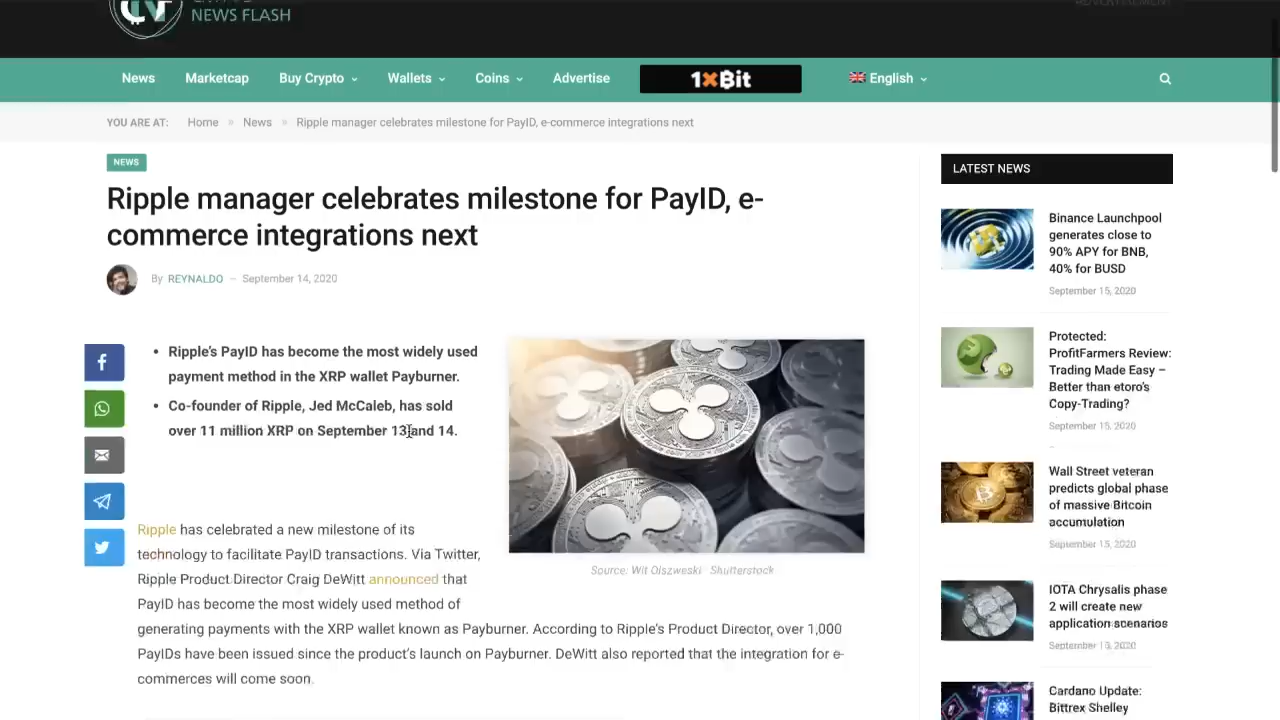 NEWS FLASH
News
Marketcap
Buy Crypto
Wallets
Coins
Advertise
1xBit
English
YOU ARE AT: Home » News » Ripple manager celebrates milestone for PayID, e-commerce integrations next
NEWS
Ripple manager celebrates milestone for PayID, e-
commerce integrations next
By REYNALDO – September 14, 2020
• Ripple's PayID has become the most widely used
payment method in the XRP wallet Payburner.
• Co-founder of Ripple, Jed McCaleb, has sold
over 11 million XRP on September 13 and 14.
Source: Wit Olszweski - Shutterstock
Ripple has celebrated a new milestone of its
technology to facilitate PayID transactions. Via Twitter,
Ripple Product Director Craig DeWitt announced that
PayID has become the most widely used method of
generating payments with the XRP wallet known as Payburner. According to Ripple's Product Director, over 1,000
PayIDs have been issued since the product's launch on Payburner. DeWitt also reported that the integration for e-
commerces will come soon.
LATEST NEWS
Binance Launchpool
generates close to
90% APY for BNB,
40% for BUSD
September 15, 2020
Protected:
ProfitFarmers Review:
Trading Made Easy –
Better than etoro's
Copy-Trading?
September 15, 2020
Wall Street veteran
predicts global phase
of massive Bitcoin
accumulation
September 15, 2020
IOTA Chrysalis phase
2 will create new
application scenarios
September 2020
Cardano Update:
Bittrex Shelley